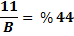 11/B = %44